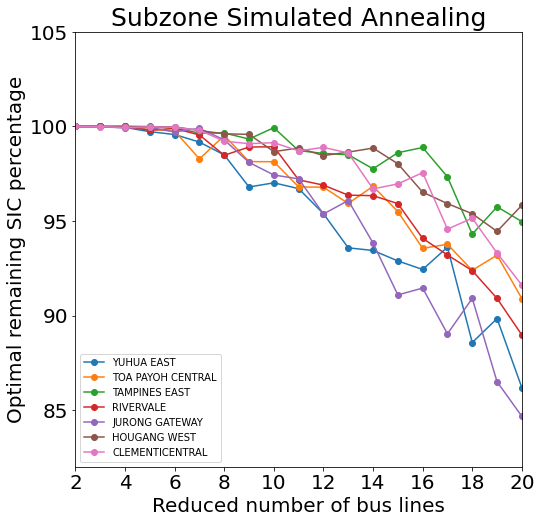 Subzone Simulated Annealing
Optimal remaining SIC percentage
105
100
95
90
85
YUHUA EAST
TOA PAYOH CENTRAL
TAMPINES EAST
RIVERVALE
JURONG GATEWAY
HOUGANG WEST
CLEMENTICENTRAL
2 4 6 8 10 12 14 16 18 20
Reduced number of bus lines